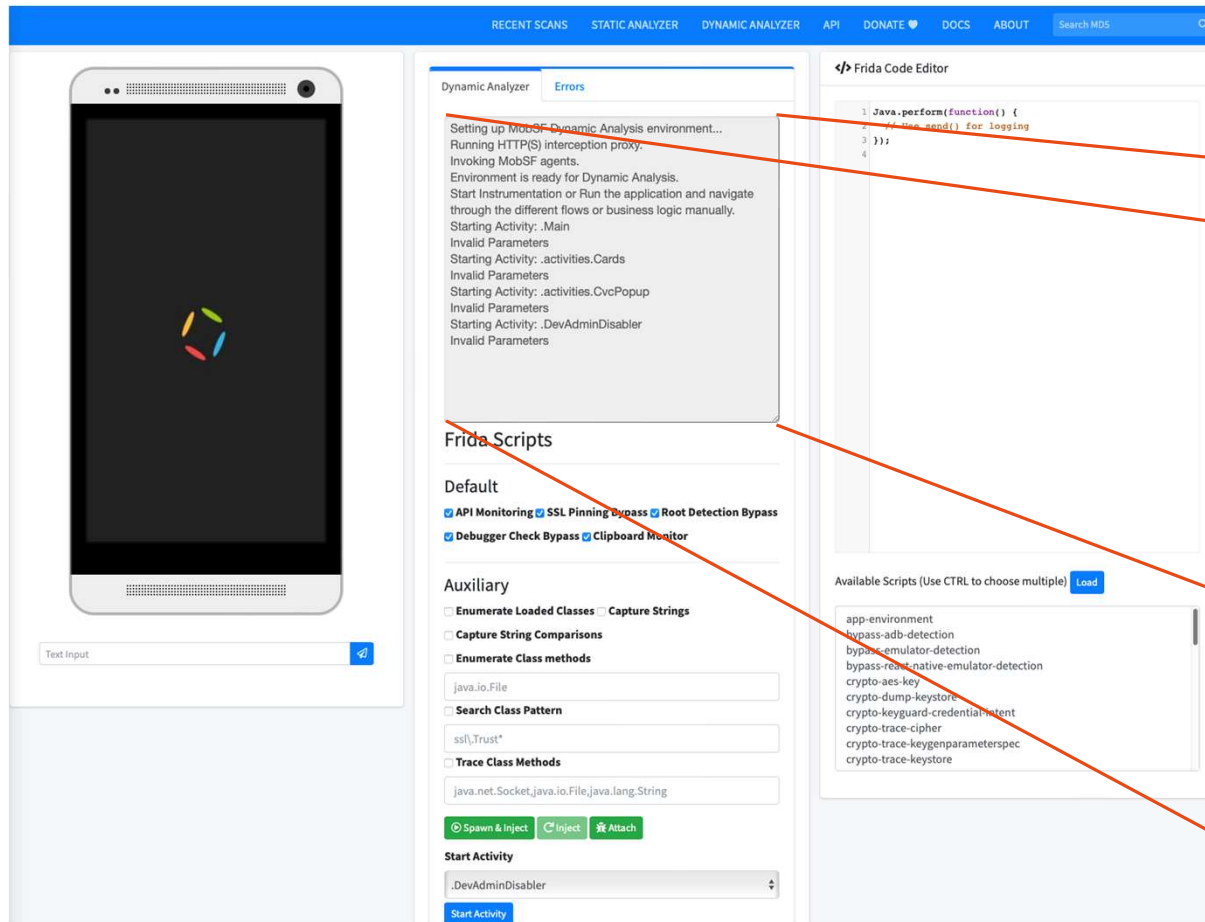 RECENT SCANS STATIC ANALYZER DYNAMIC ANALYZER API DONATE DOCS ABOUT Search MD5
Dynamic Analyzer Errors
Setting up MobSF Dynamic Analysis environment...
Running HTTP(S) interception proxy.
Invoking MobSF agents.
Environment is ready for Dynamic Analysis.
Start Instrumentation or Run the application and navigate
through the different flows or business logic manually.
Starting Activity: .Main
Invalid Parameters
Starting Activity: .activities.Cards
Invalid Parameters
Starting Activity: .activities.CvcPopup
Invalid Parameters
Starting Activity: .DevAdminDisabler
Invalid Parameters
Frida Scripts
Default
API Monitoring SSL Pinning Bypass Root Detection Bypass
Debugger Check Bypass Clipboard Monitor
Auxiliary
Enumerate Loaded Classes Capture Strings
Capture String Comparisons
Enumerate Class methods
java.io.File
Search Class Pattern
ssl\.Trust*
Trace Class Methods
java.net.Socket,java.io.File,java.lang.String
Spawn & Inject Inject Attach
Start Activity
.DevAdminDisabler
Start Activity
Text Input
</> Frida Code Editor
1 Java.perform(function() {
2 // Use send() for logging
3 });
4
Available Scripts (Use CTRL to choose multiple) Load
app-environment
bypass-adb-detection
bypass-emulator-detection
bypass-react-native-emulator-detection
crypto-aes-key
crypto-dump-keystore
crypto-keyguard-credential-intent
crypto-trace-cipher
crypto-trace-keygenparameterspec
crypto-trace-keystore